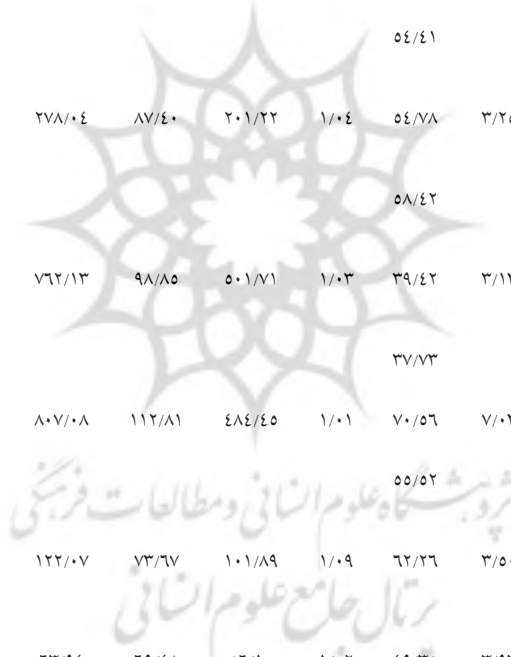 ٥٤/٤١
٢٧٨/٠٤ ٨٧/٤٠ ٢٠١/٢٢ ١/٠٤ ٥٤/٧٨
٥٨/٤٢
٧٦٢/١٣ ٩٨/٨٥ ٥٠١/٧١ ١/٠٣ ٣٩/٤٢
٣٧/٧٣
٨٠٧/٠٨ ١١٢/٨١ ٤٨٤/٤٥ ١/٠١ ٧٠/٥٦
٥٥/٥٢
پژوهشگاه علوم انسانی و مطالعات فرهنگی
١٢٢/٠٧ ٧٣/٦٧ ١٠١/٨٩ ١/٠٩ ٦٢/٢٦
پرتال جامع علوم انسانی